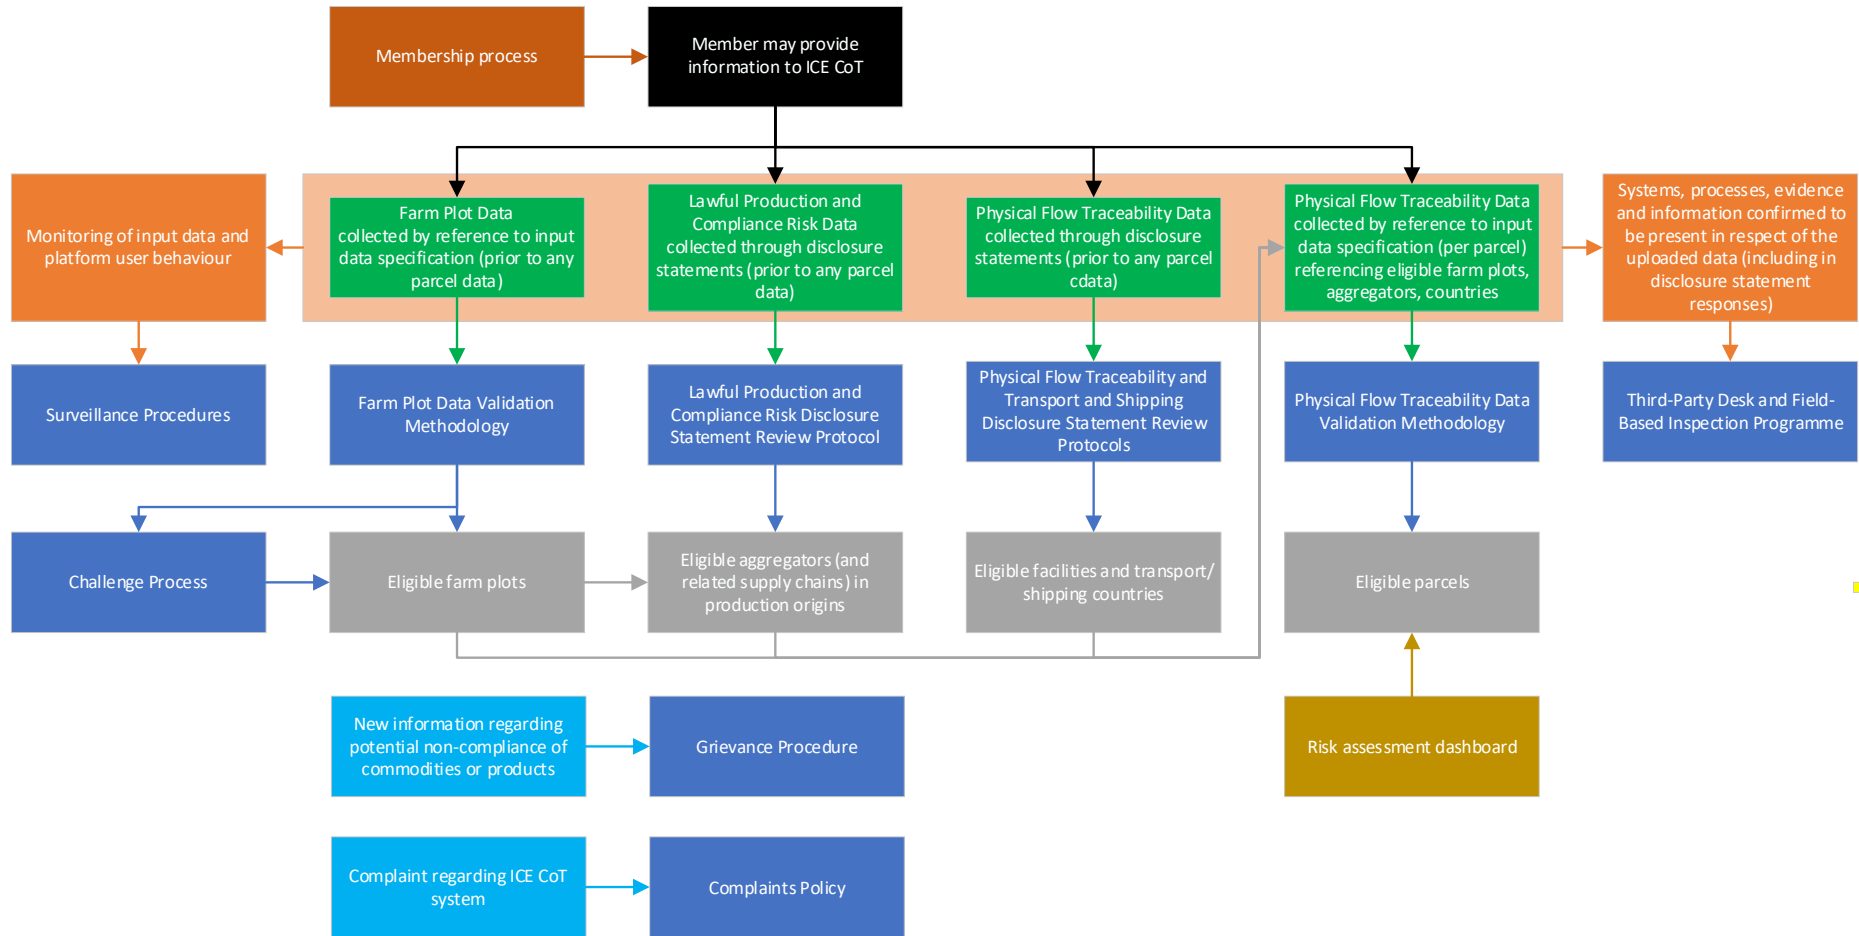 Membership process
Member may provide
information to ICE CoT
Monitoring of input data and
platform user behaviour
Farm Plot Data
collected by reference to input
data specification (prior to any
parcel data)
Lawful Production and
Compliance Risk Data
collected through disclosure
statements (prior to any parcel
data)
Physical Flow Traceability Data
collected through disclosure
statements (prior to any parcel
cdata)
Physical Flow Traceability Data
collected by reference to input
data specification (per parcel)
referencing eligible farm plots,
aggregators, countries
Systems, processes, evidence
and information confirmed to
be present in respect of the
uploaded data (including in
disclosure statement
responses)
Surveillance Procedures
Farm Plot Data Validation
Methodology
Lawful Production and
Compliance Risk Disclosure
Statement Review Protocol
Physical Flow Traceability and
Transport and Shipping
Disclosure Statement Review
Protocols
Physical Flow Traceability Data
Validation Methodology
Third-Party Desk and Field-
Based Inspection Programme
Challenge Process
Eligible farm plots
Eligible aggregators (and
related supply chains) in
production origins
Eligible facilities and transport/
shipping countries
Eligible parcels
New information regarding
potential non-compliance of
commodities or products
Grievance Procedure
Risk assessment dashboard
Complaint regarding ICE CoT
system
Complaints Policy